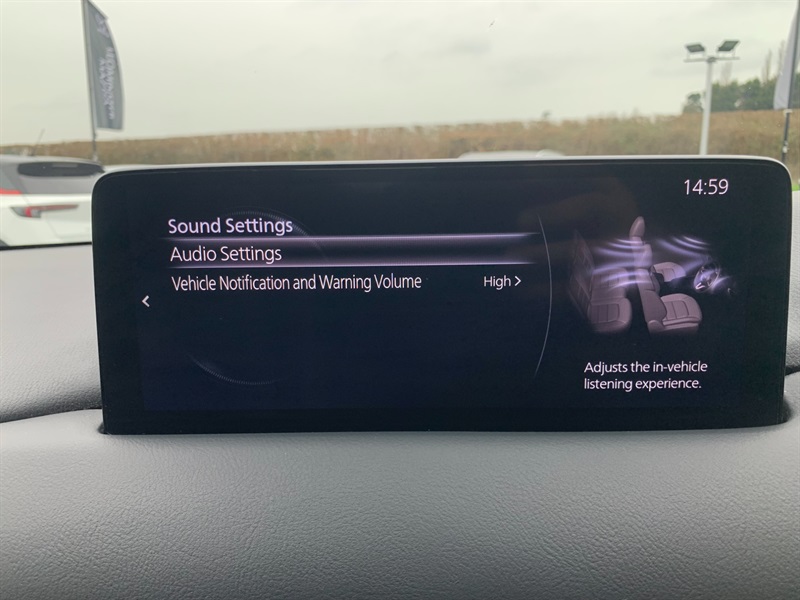 14:59
Sound Settings
Audio Settings
Vehicle Notification and Warning Volume High
Adjusts the in-vehicle
listening experience.